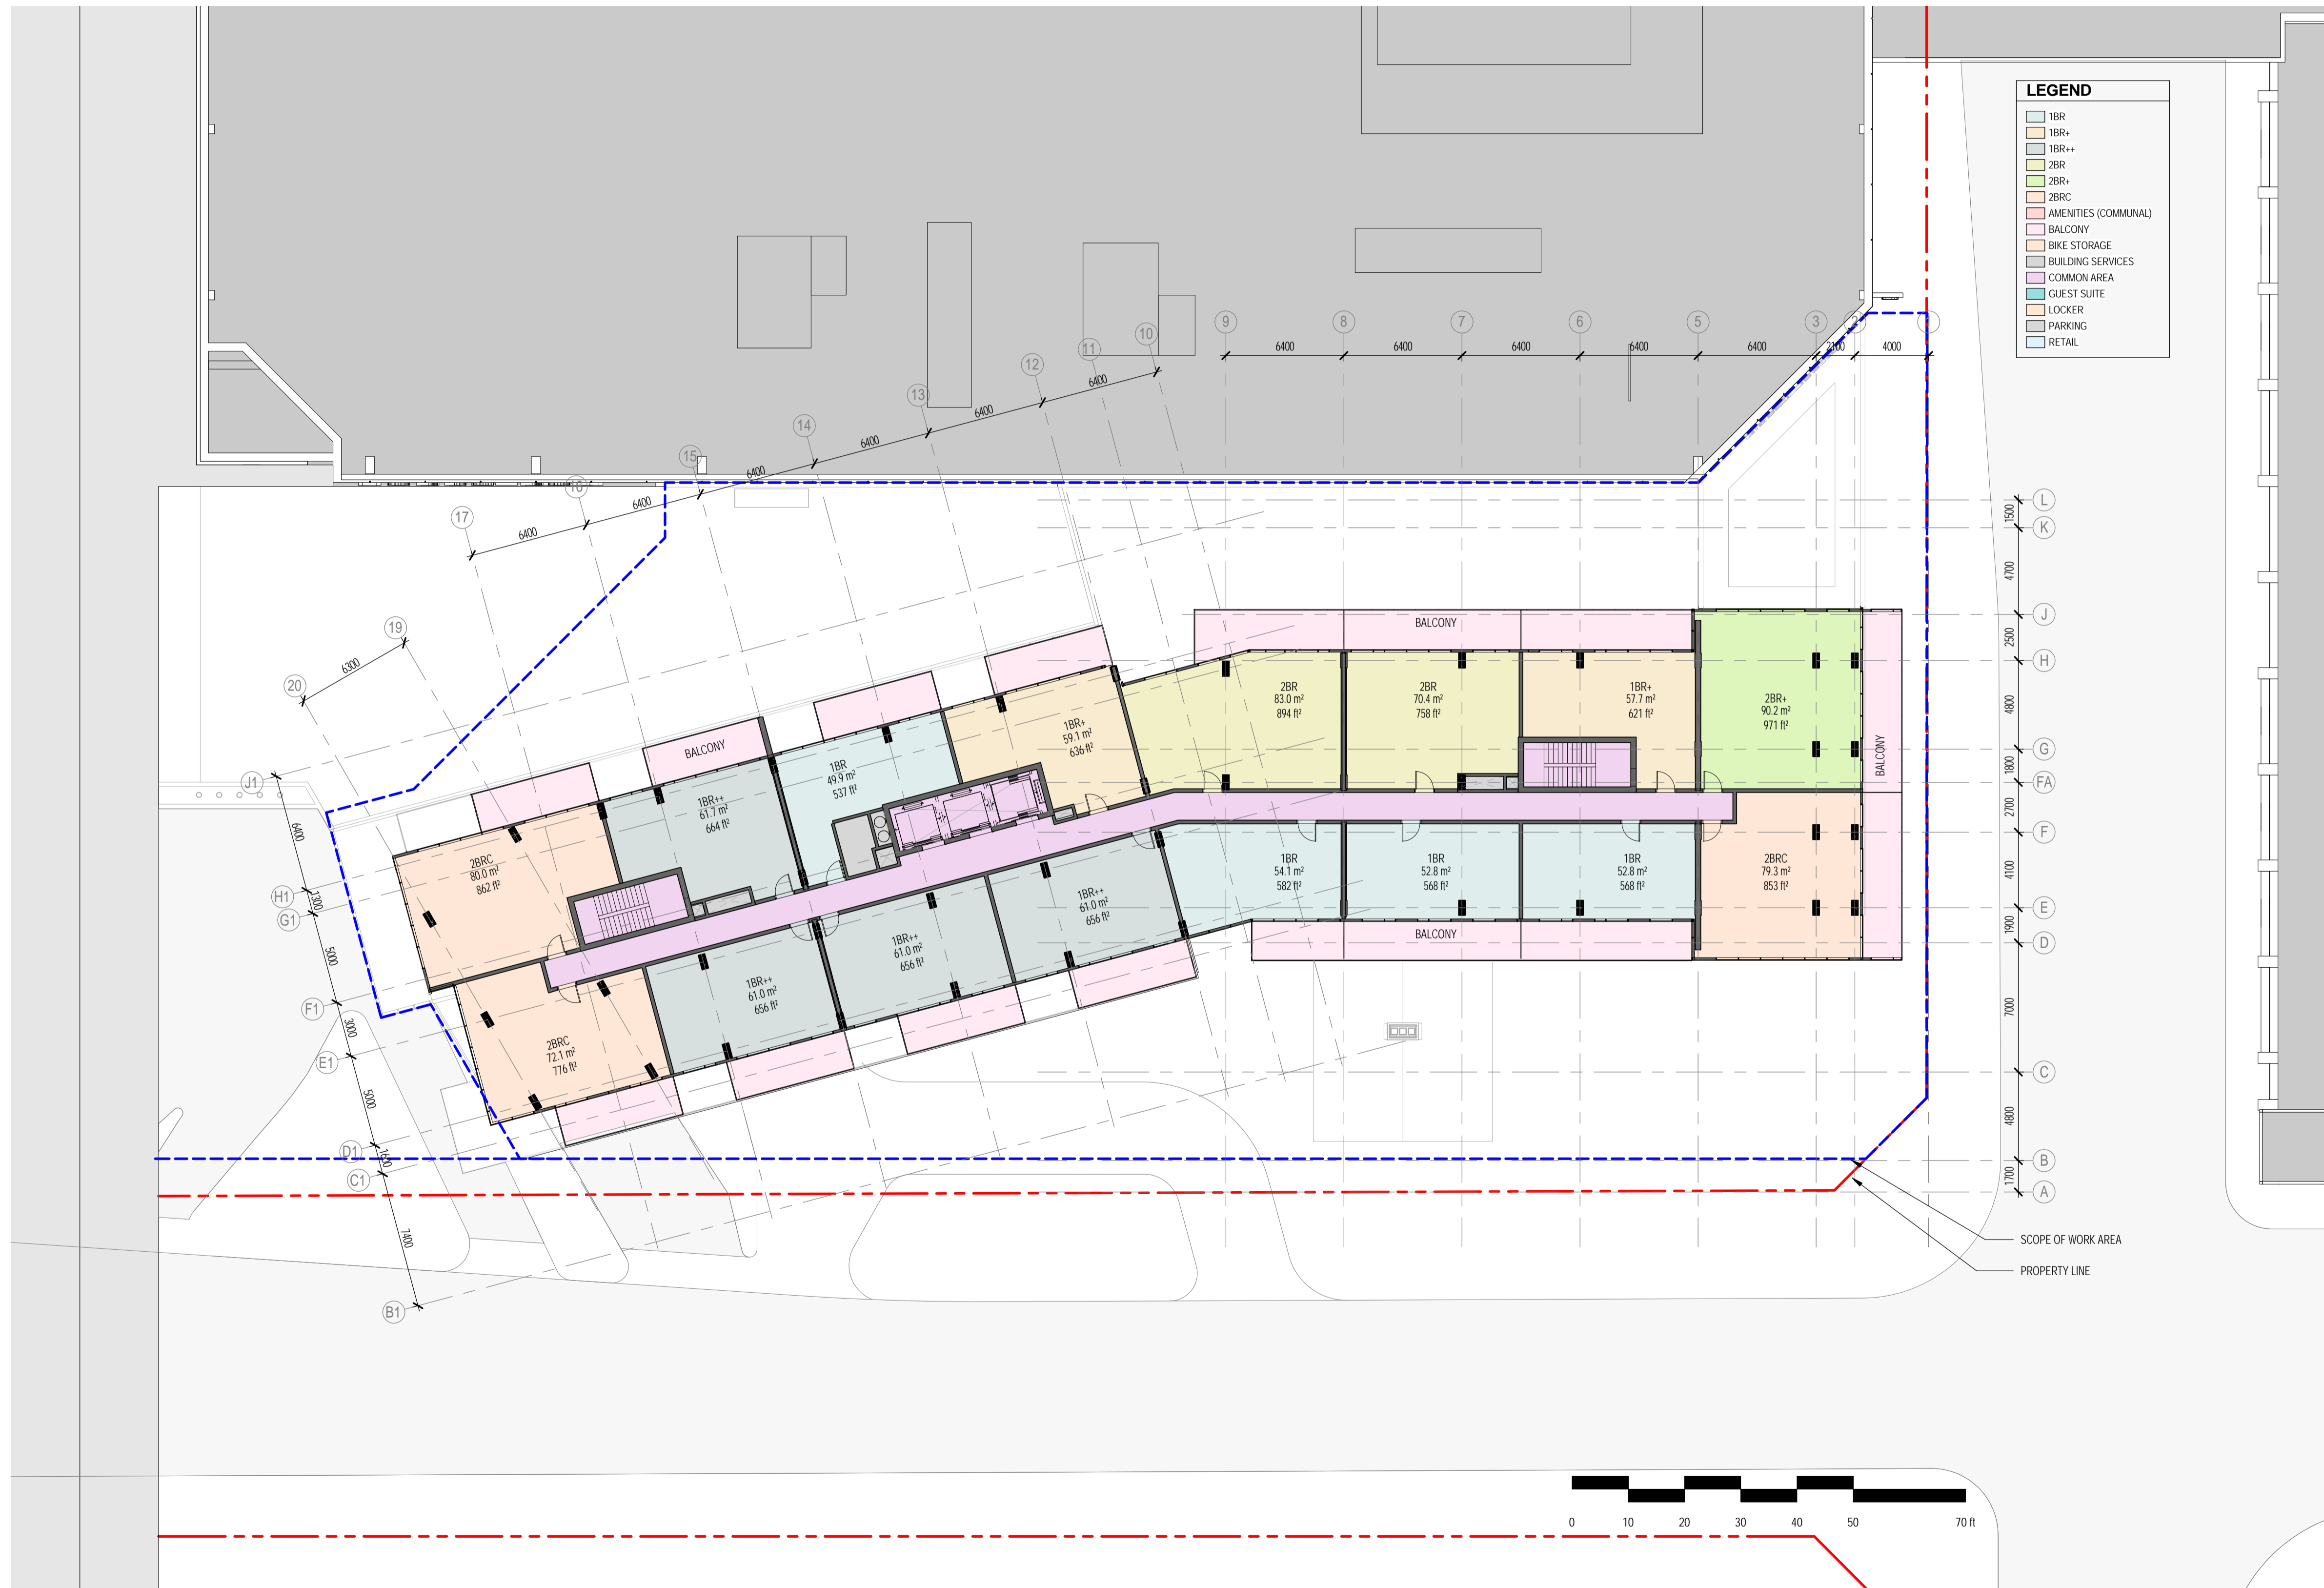 LEGEND
1BR
1BR+
1BR++
2BR
2BR+
2BRC
AMENITIES (COMMUNAL)
BALCONY
BIKE STORAGE
BUILDING SERVICES
COMMON AREA
GUEST SUITE
LOCKER
PARKING
RETAIL
9
8
7
6
5
3
2
6400
6400
6400
6400
6400
2100
4000
10
11
12
13
14
15
16
17
6400
6400
6400
6400
6400
6400
19
20
6300
L
K
J
H
G
FA
F
E
D
C
B
A
1500
4700
2500
4800
1800
2700
4100
1900
7000
4800
1700
J1
H1
G1
F1
E1
D1
C1
B1
6400
1300
5000
3000
5000
1600
7400
BALCONY
2BR
83.0 m²
894 ft²
2BR
70.4 m²
758 ft²
1BR+
57.7 m²
621 ft²
2BR+
90.2 m²
971 ft²
BALCONY
1BR+
59.1 m²
636 ft²
BALCONY
1BR
49.9 m²
537 ft²
1BR++
61.7 m²
664 ft²
2BRC
80.0 m²
862 ft²
1BR
54.1 m²
582 ft²
1BR
52.8 m²
568 ft²
1BR
52.8 m²
568 ft²
2BRC
79.3 m²
853 ft²
BALCONY
1BR++
61.0 m²
656 ft²
1BR++
61.0 m²
656 ft²
1BR++
61.0 m²
656 ft²
2BRC
72.1 m²
776 ft²
SCOPE OF WORK AREA
PROPERTY LINE
0 10 20 30 40 50 70 ft